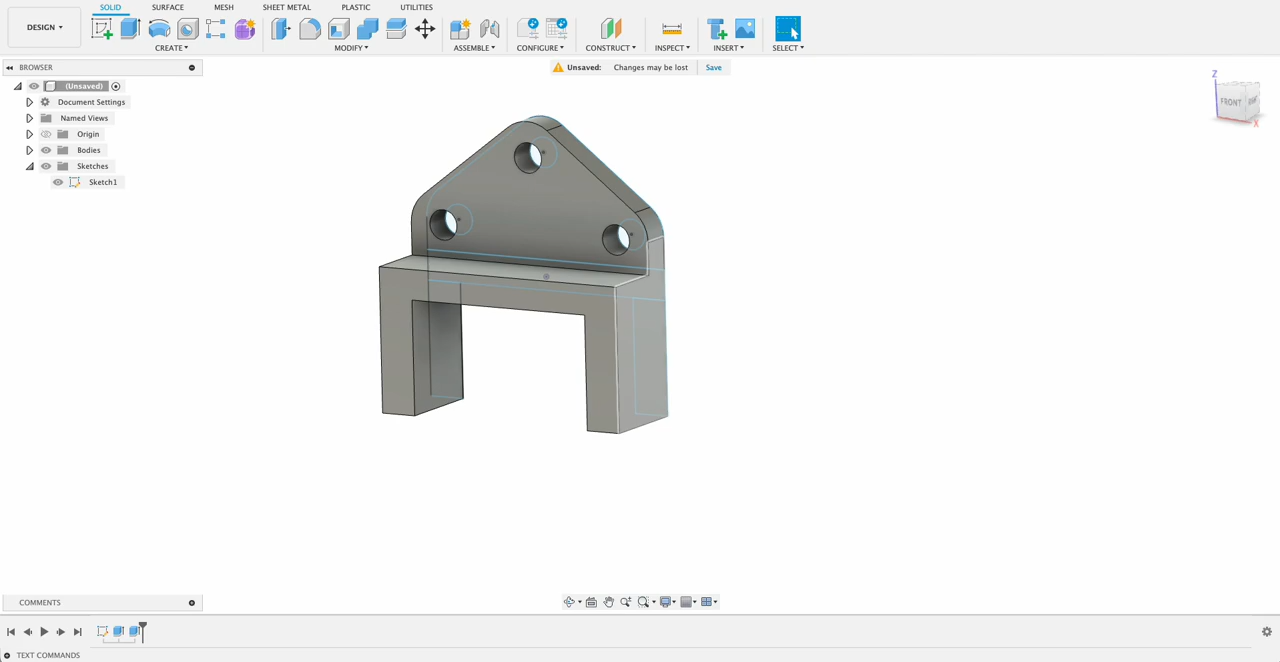 SOLID SURFACE MESH SHEET METAL PLASTIC UTILITIES
DESIGN
CREATE MODIFY ASSEMBLE CONFIGURE CONSTRUCT INSPECT INSERT SELECT
BROWSER
Unsaved: Changes may be lost Save
(Unsaved)
Document Settings
Named Views
Origin
Bodies
Sketches
Sketch1
Z
FRONT
X
COMMENTS
TEXT COMMANDS